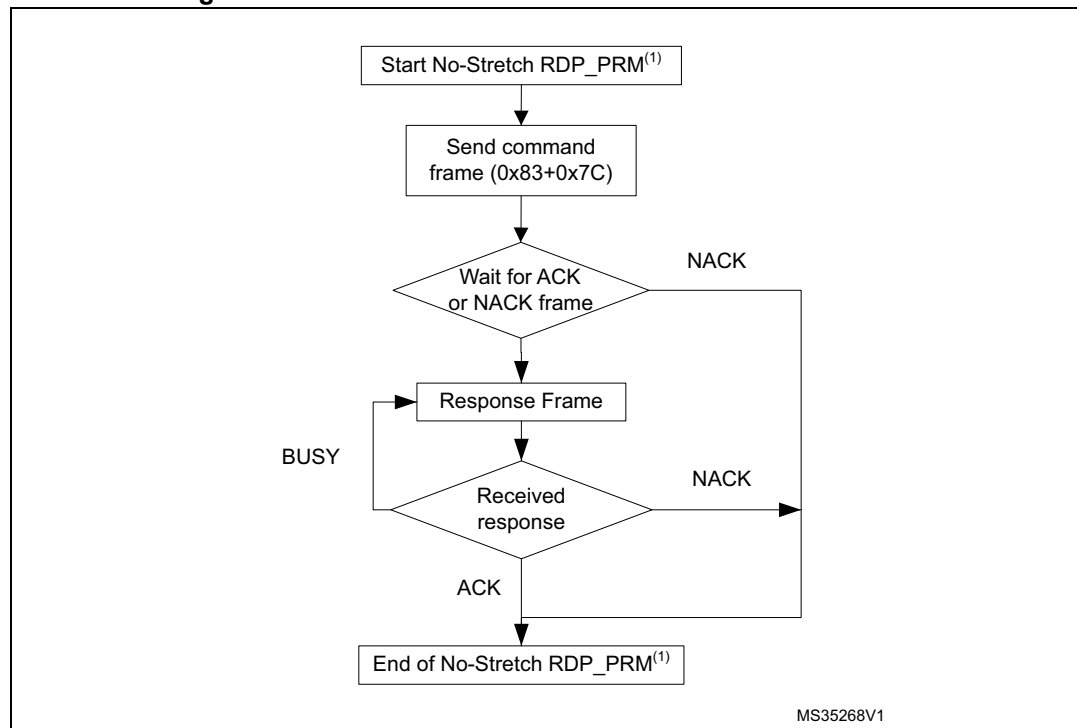 Start No-Stretch RDP_PRM(1)
Send command
frame (0x83+0x7C)
Wait for ACK
or NACK frame
NACK
Response Frame
BUSY
Received
response
NACK
ACK
End of No-Stretch RDP_PRM(1)
MS35268V1